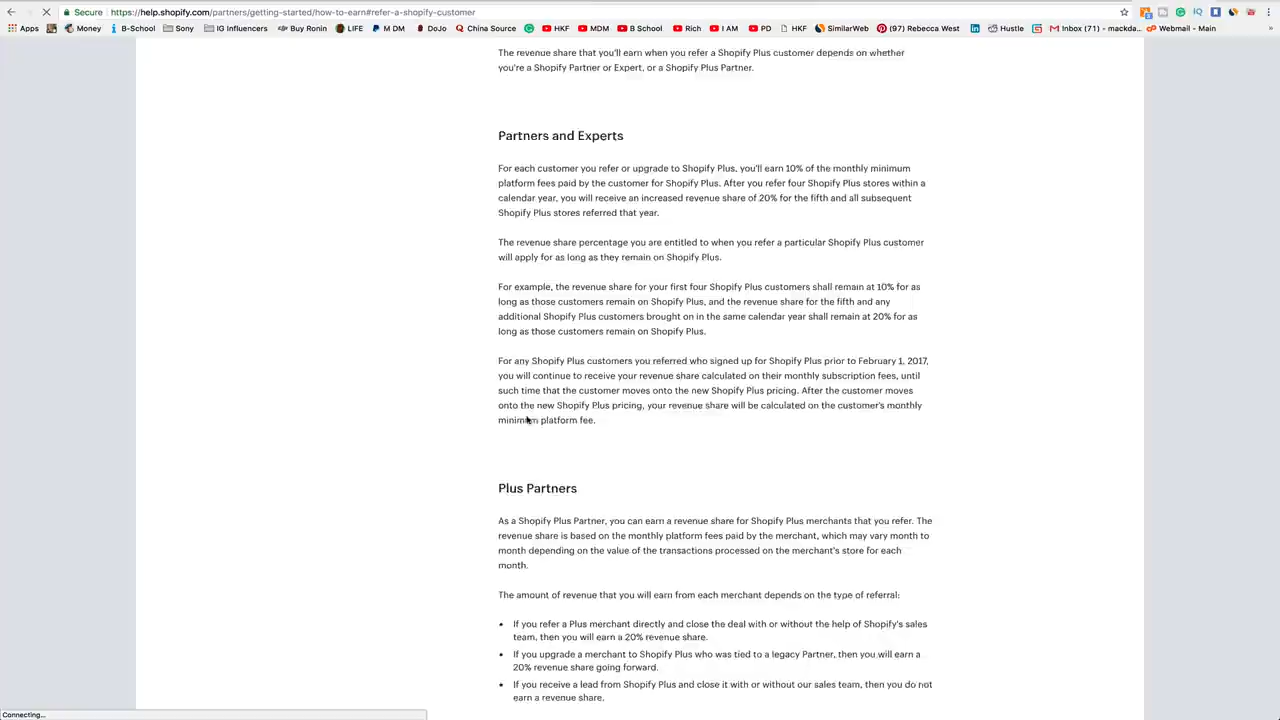 Secure https://help.shopify.com/partners/getting-started/how-to-earn#refer-a-shopify-customer
Apps Money B-School Sony IG Influencers Buy Ronin LIFE M DM DoJo China Source HKF MDM B School Rich I AM PD HKF SimilarWeb (97) Rebecca West Hustle Inbox (71) - mackda... Webmail - Main
The revenue share that you'll earn when you refer a Shopify Plus customer depends on whether
you're a Shopify Partner or Expert, or a Shopify Plus Partner.
Partners and Experts
For each customer you refer or upgrade to Shopify Plus, you'll earn 10% of the monthly minimum
platform fees paid by the customer for Shopify Plus. After you refer four Shopify Plus stores within a
calendar year, you will receive an increased revenue share of 20% for the fifth and all subsequent
Shopify Plus stores referred that year.
The revenue share percentage you are entitled to when you refer a particular Shopify Plus customer
will apply for as long as they remain on Shopify Plus.
For example, the revenue share for your first four Shopify Plus customers shall remain at 10% for as
long as those customers remain on Shopify Plus, and the revenue share for the fifth and any
additional Shopify Plus customers brought on in the same calendar year shall remain at 20% for as
long as those customers remain on Shopify Plus.
For any Shopify Plus customers you referred who signed up for Shopify Plus prior to February 1, 2017,
you will continue to receive your revenue share calculated on their monthly subscription fees, until
such time that the customer moves onto the new Shopify Plus pricing. After the customer moves
onto the new Shopify Plus pricing, your revenue share will be calculated on the customer's monthly
minimum platform fee.
Plus Partners
As a Shopify Plus Partner, you can earn a revenue share for Shopify Plus merchants that you refer. The
revenue share is based on the monthly platform fees paid by the merchant, which may vary month to
month depending on the value of the transactions processed on the merchant's store for each
month.
The amount of revenue that you will earn from each merchant depends on the type of referral:
• If you refer a Plus merchant directly and close the deal with or without the help of Shopify's sales
team, then you will earn a 20% revenue share.
• If you upgrade a merchant to Shopify Plus who was tied to a legacy Partner, then you will earn a
20% revenue share going forward.
• If you receive a lead from Shopify Plus and close it with or without our sales team, then you do not
earn a revenue share.
Connecting...